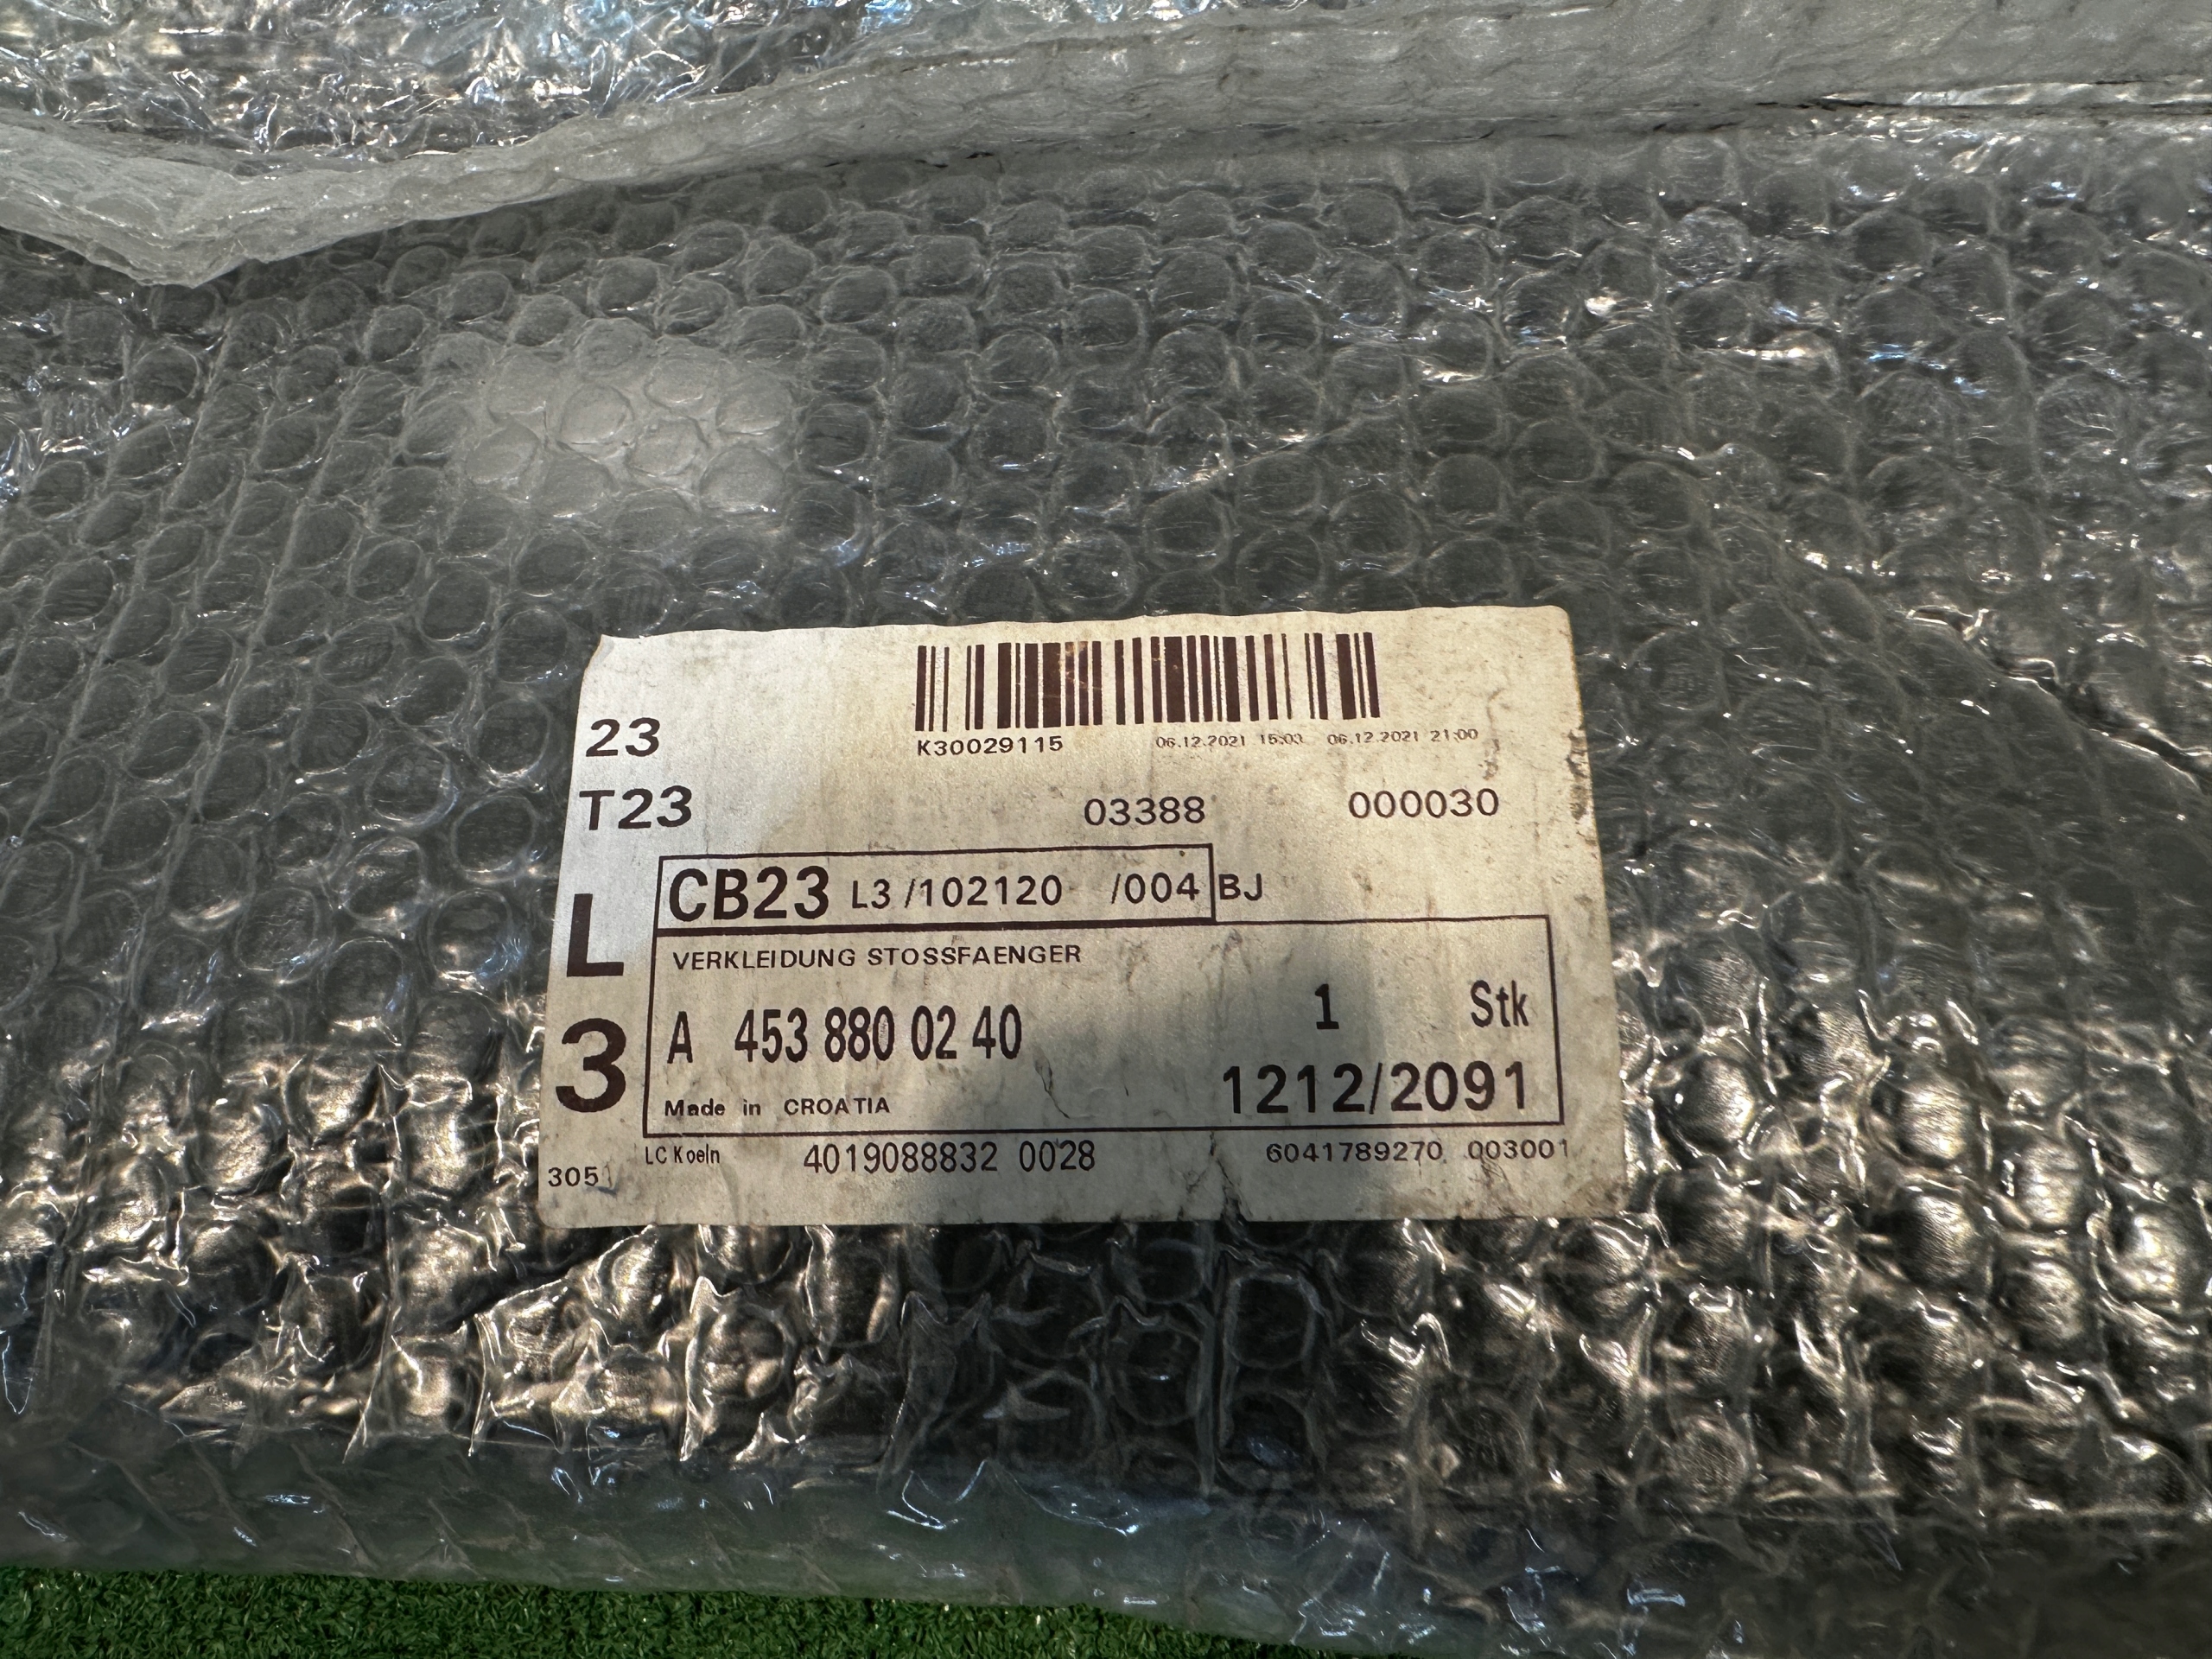 K30029115 06.12.2021 15:03 06.12.2021 21:00
23
T23 03388 000030
CB23 L3 /102120 /004 BJ
L
VERKLEIDUNG STOSSFAENGER
A 453 880 02 40 1 Stk
3
Made in CROATIA 1212/2091
LC Koeln 4019088832 0028 6041789270 003001
3051